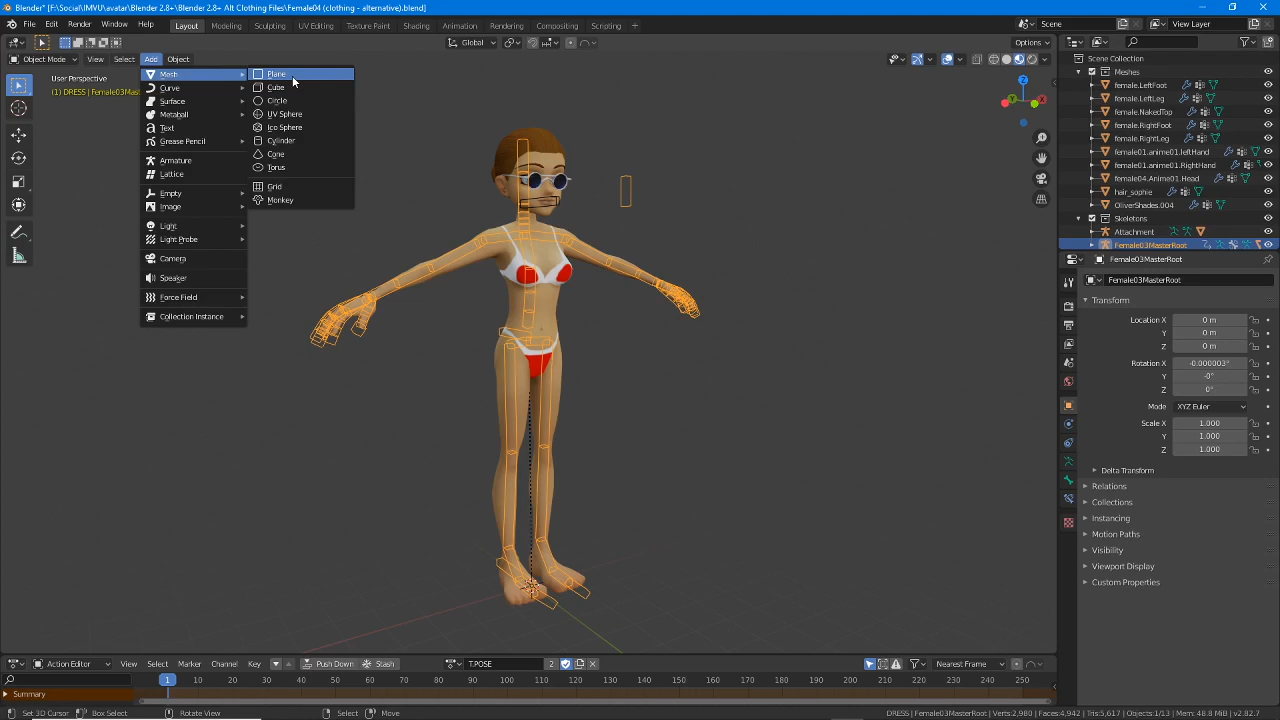 Blender* [F:\Social\IMVU\avatar\Blender 2.8+\Blender 2.8+ Alt Clothing Files\Female04 (clothing - alternative).blend]
File Edit Render Window Help Layout Modeling Sculpting UV Editing Texture Paint Shading Animation Rendering Compositing Scripting Scene View Layer
Global Options
Object Mode View Select Add Object
User Perspective
(1) DRESS | Female03Mast
Mesh
Curve
Surface
Metaball
Text
Grease Pencil
Armature
Lattice
Empty
Image
Light
Light Probe
Camera
Speaker
Force Field
Collection Instance
Plane
Cube
Circle
UV Sphere
Ico Sphere
Cylinder
Cone
Torus
Grid
Monkey
X
Z
Scene Collection
Meshes
female.LeftFoot
female.LeftLeg
female.NakedTop
female.RightFoot
female.RightLeg
female01.anime01.leftHand
female01.anime01.RightHand
female04.Anime01.Head
hair_sophie
OliverShades.004
Skeletons
Attachment
Female03MasterRoot
Female03MasterRoot
Female03MasterRoot
Transform
Location X 0 m
Y 0 m
Z 0 m
Rotation X -0.000003°
Y -0°
Z 0°
Mode XYZ Euler
Scale X 1.000
Y 1.000
Z 1.000
Delta Transform
Relations
Collections
Instancing
Motion Paths
Visibility
Viewport Display
Custom Properties
Action Editor View Select Marker Channel Key Push Down Stash T.POSE 2 Nearest Frame
1 10 20 30 40 50 60 70 80 90 100 110 120 130 140 150 160 170 180 190 200 210 220 230 240 250
Summary
Set 3D Cursor Box Select Rotate View Select Move DRESS | Female03MasterRoot | Verts:2,980 | Faces:4,942 | Tris:5,617 | Objects:1/13 | Mem: 48.8 MiB | v2.82.7